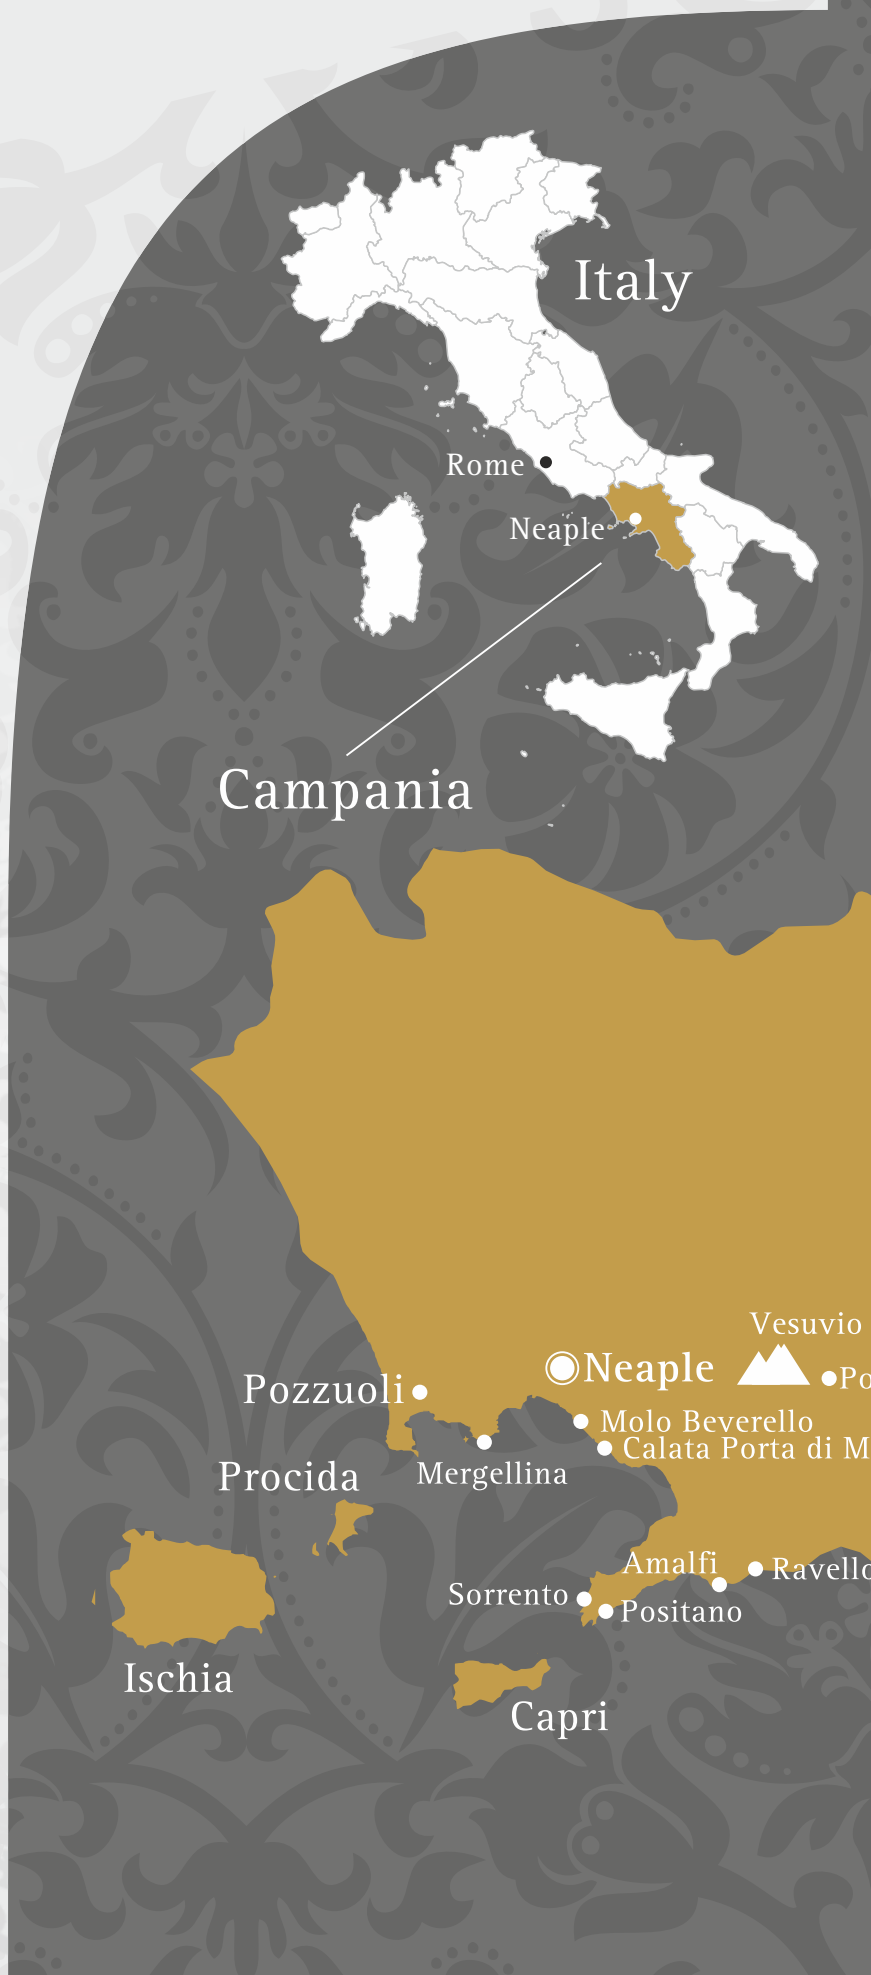 Italy
Rome
Neaple
Campania
Vesuvio
Neaple
Po
Pozzuoli
Molo Beverello
Calata Porta di M
Mergellina
Procida
Amalfi
Ravello
Sorrento
Positano
Ischia
Capri